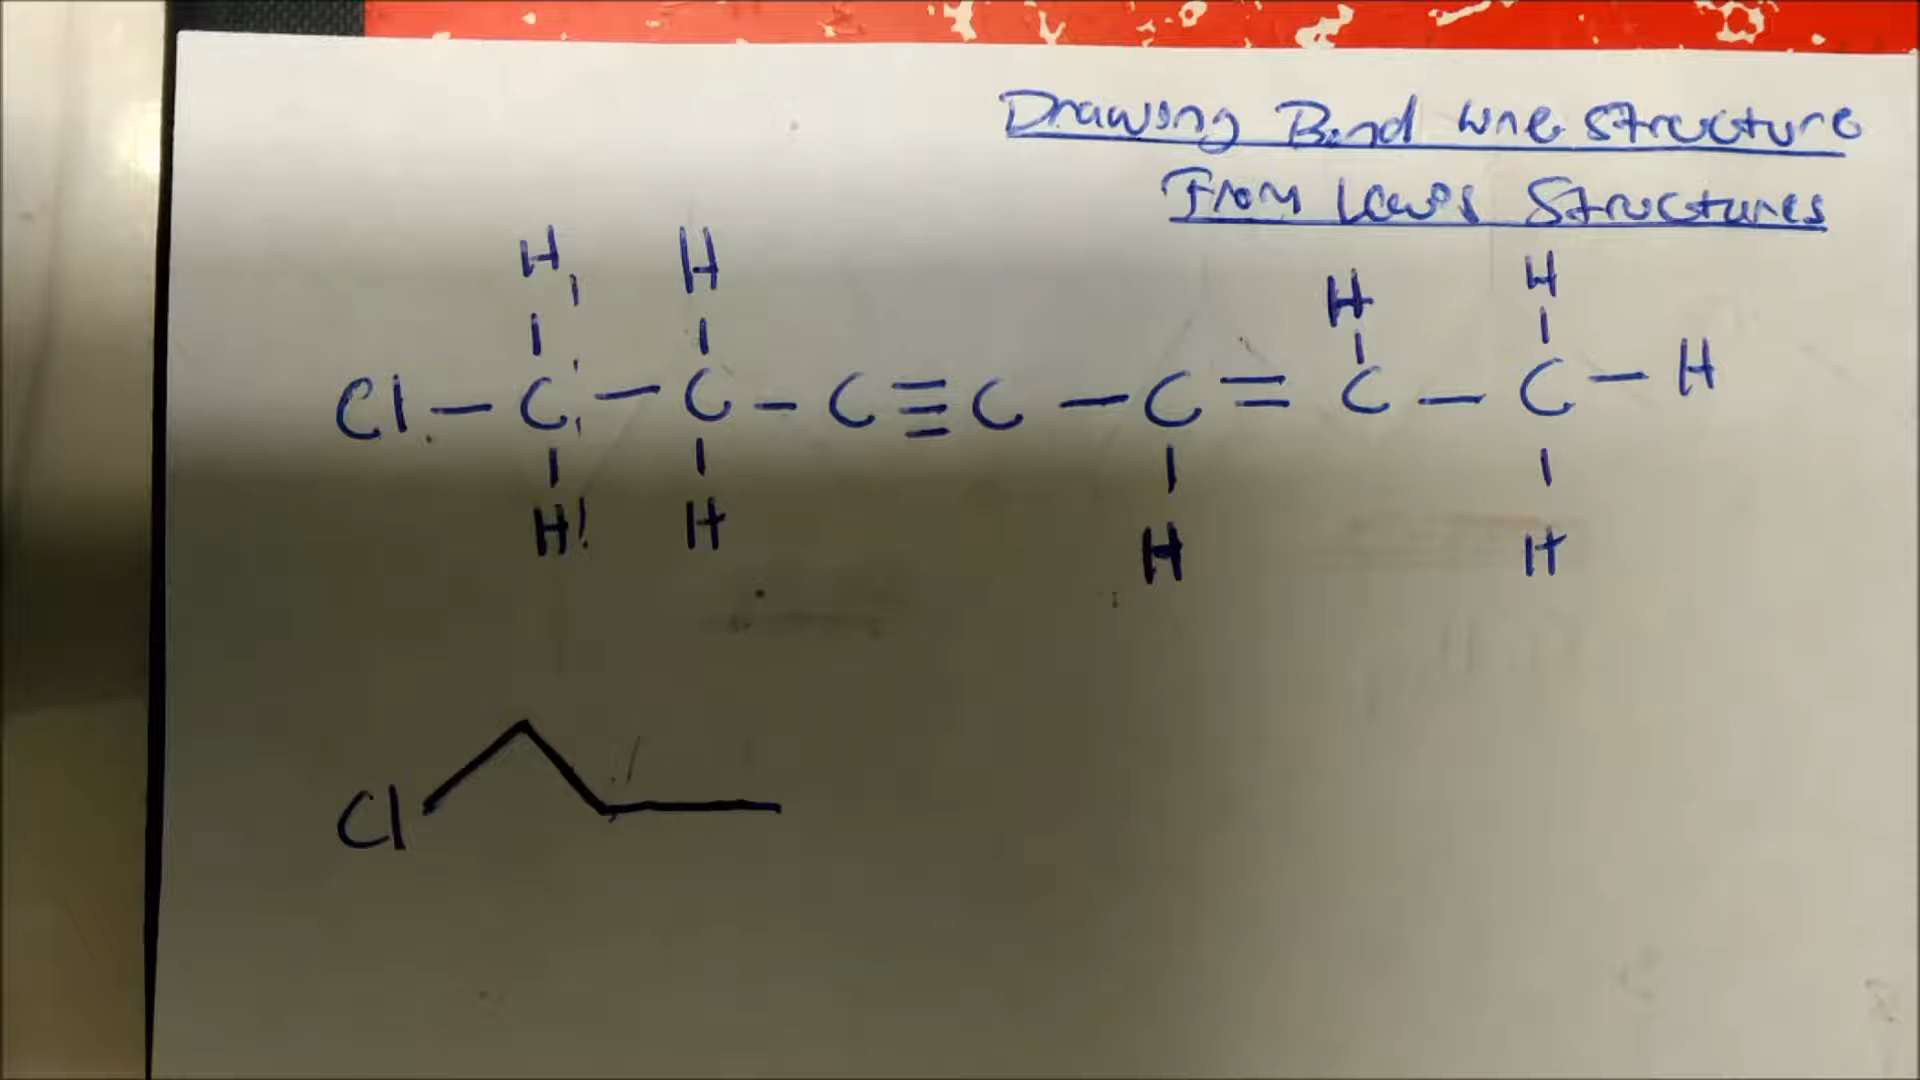 Drawing Bond Line Structure
From Lewis Structures
H H H H
Cl - C - C - C ≡ C - C = C - C - H
H H H H
Cl